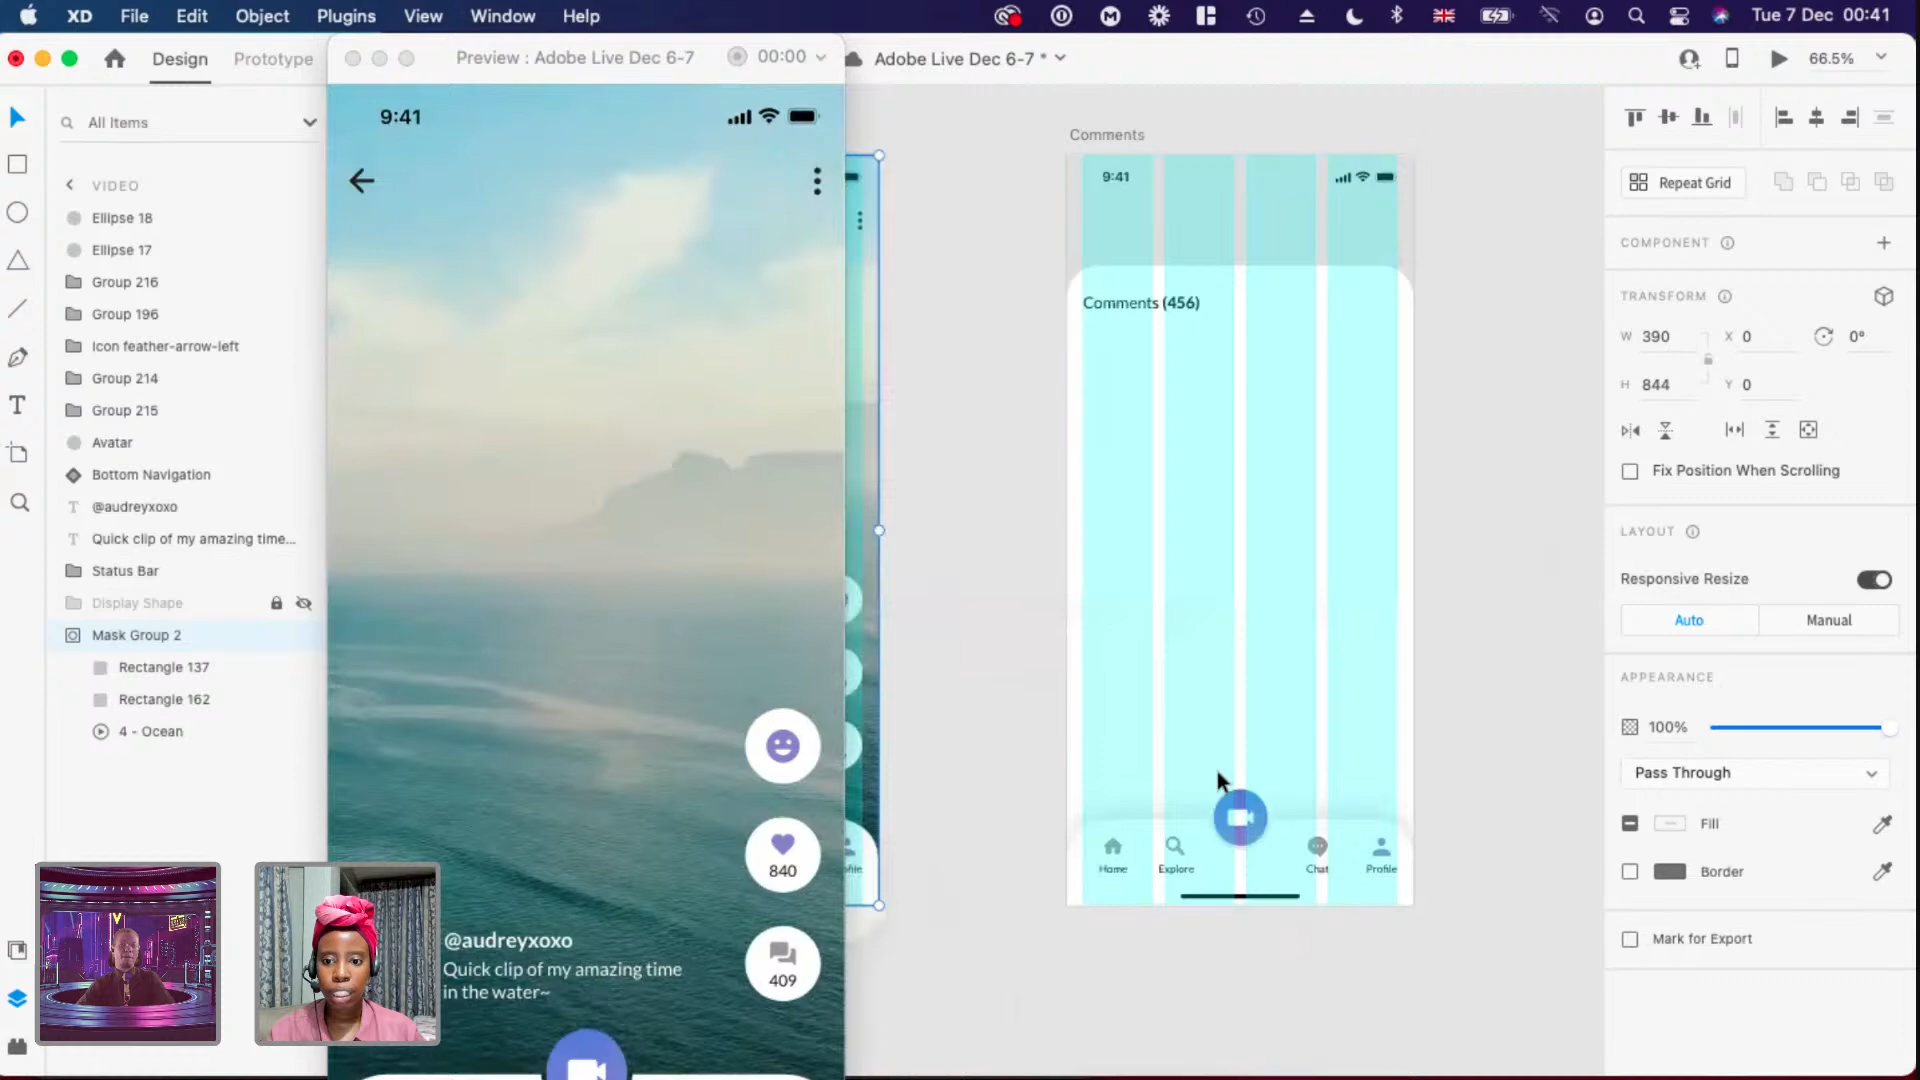 XD File Edit Object Plugins View Window Help Tue 7 Dec 00:41
Design Prototype
Preview : Adobe Live Dec 6-7 00:00
Adobe Live Dec 6-7 * 66.5%
All Items
VIDEO
Ellipse 18
Ellipse 17
Group 216
Group 196
Icon feather-arrow-left
Group 214
Group 215
Avatar
Bottom Navigation
@audreyxoxo
Quick clip of my amazing time...
Status Bar
Display Shape
Mask Group 2
Rectangle 137
Rectangle 162
4 - Ocean
9:41
840
409
@audreyxoxo
Quick clip of my amazing time
in the water~
Comments
9:41
Comments (456)
Home Explore Chat Profile
Repeat Grid
COMPONENT
TRANSFORM
W 390 X 0 0°
H 844 Y 0
Fix Position When Scrolling
LAYOUT
Responsive Resize
Auto Manual
APPEARANCE
100%
Pass Through
Fill
Border
Mark for Export